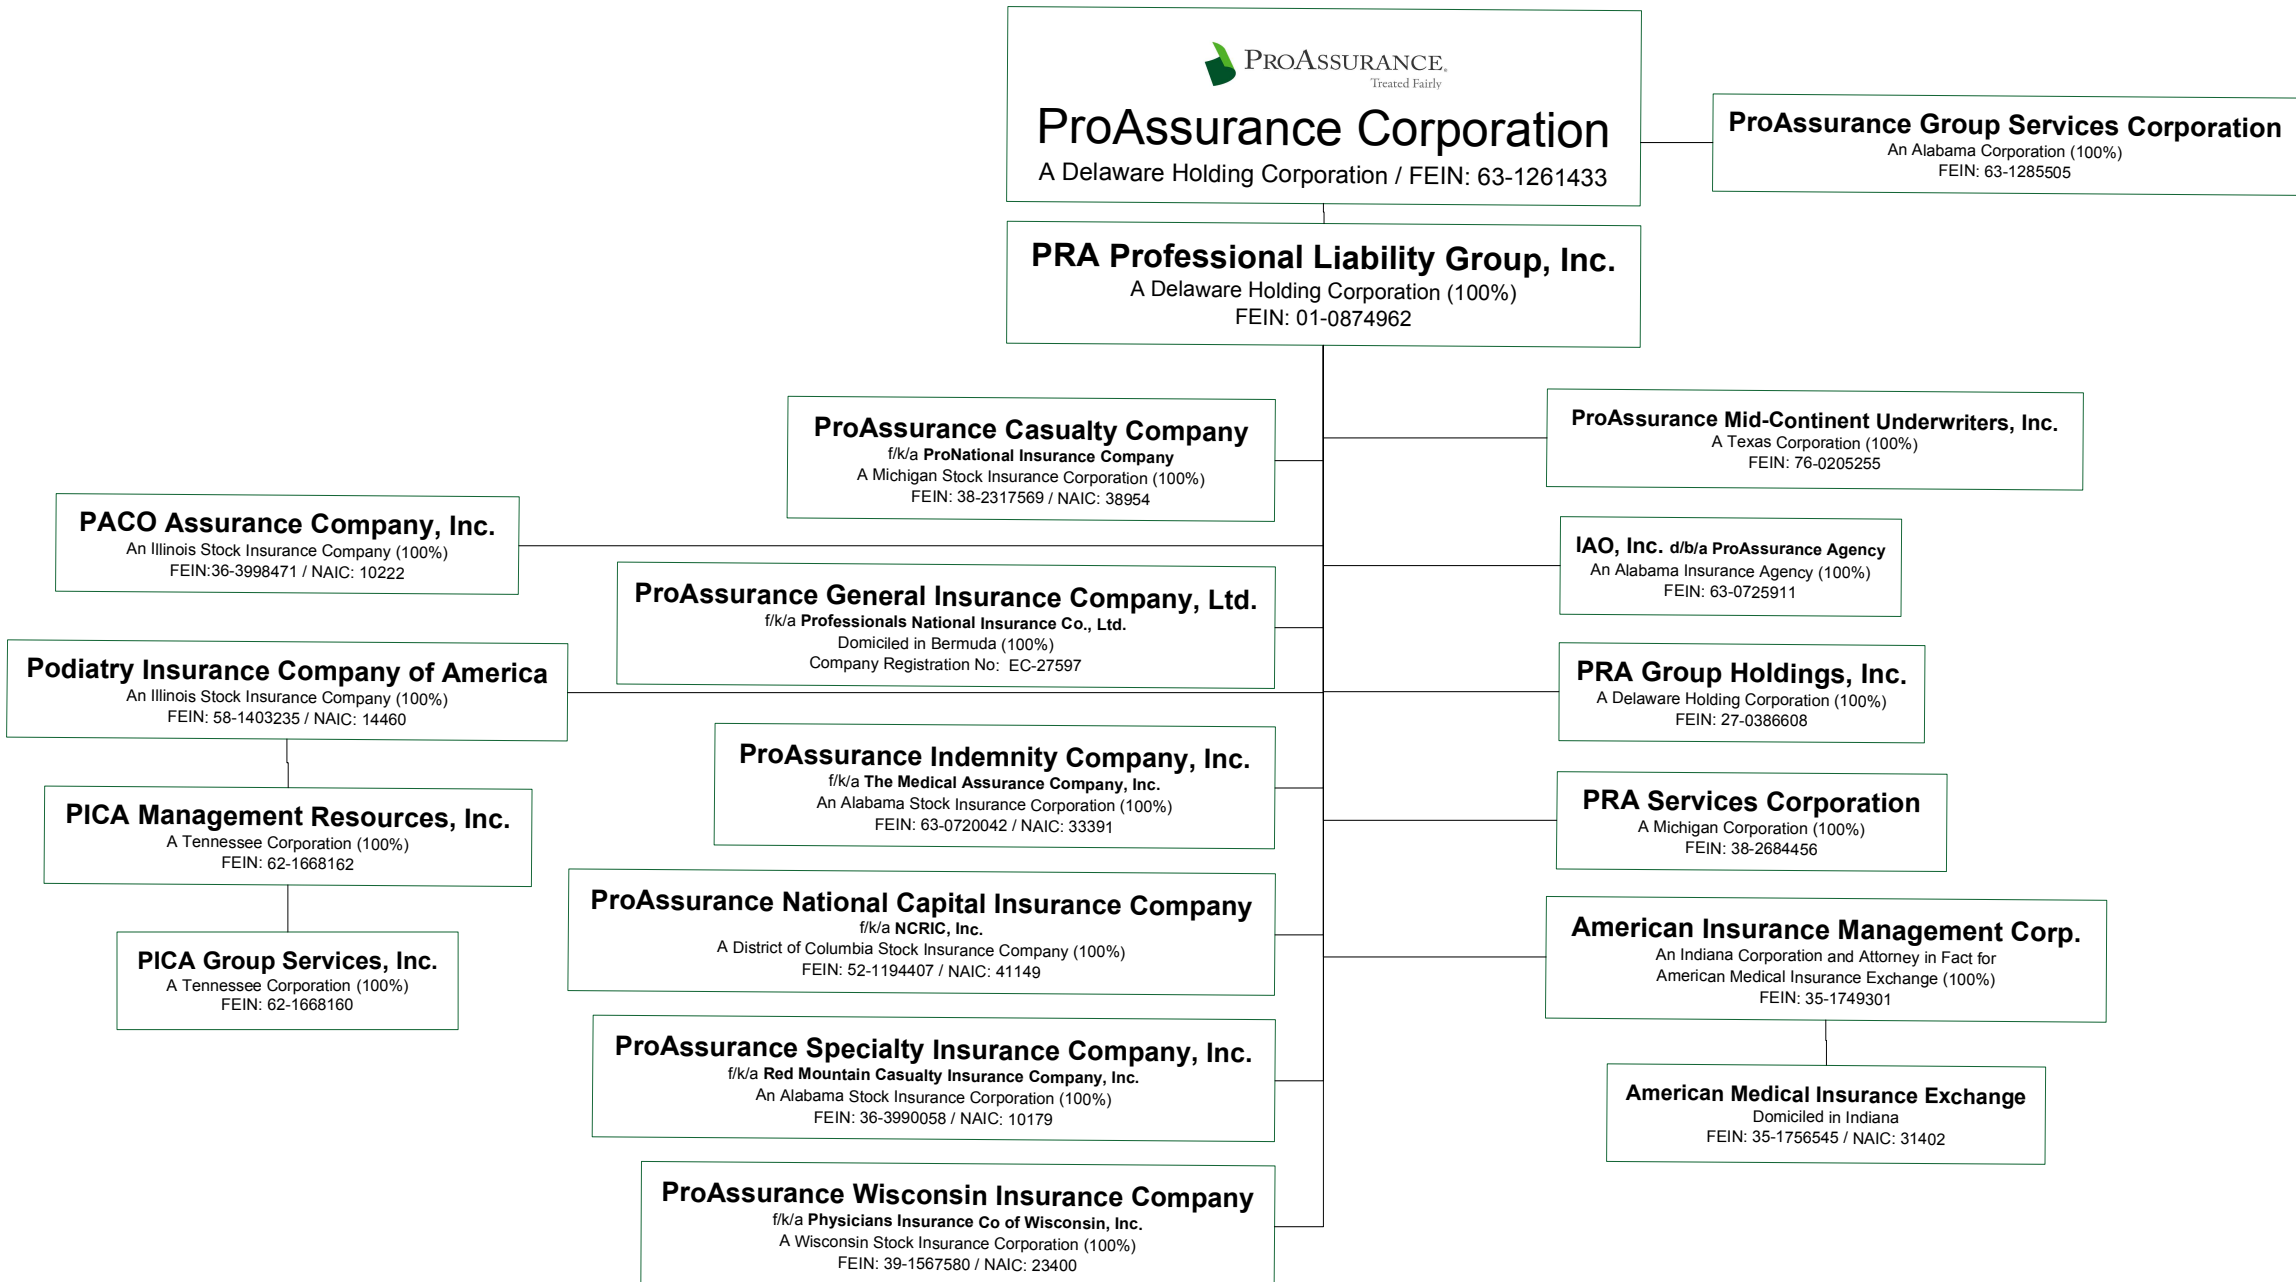 PROASSURANCE®
Treated Fairly
ProAssurance Corporation
A Delaware Holding Corporation / FEIN: 63-1261433
ProAssurance Group Services Corporation
An Alabama Corporation (100%)
FEIN: 63-1285505
PRA Professional Liability Group, Inc.
A Delaware Holding Corporation (100%)
FEIN: 01-0874962
ProAssurance Casualty Company
f/k/a ProNational Insurance Company
A Michigan Stock Insurance Corporation (100%)
FEIN: 38-2317569 / NAIC: 38954
ProAssurance Mid-Continent Underwriters, Inc.
A Texas Corporation (100%)
FEIN: 76-0205255
PACO Assurance Company, Inc.
An Illinois Stock Insurance Company (100%)
FEIN:36-3998471 / NAIC: 10222
IAO, Inc. d/b/a ProAssurance Agency
An Alabama Insurance Agency (100%)
FEIN: 63-0725911
ProAssurance General Insurance Company, Ltd.
f/k/a Professionals National Insurance Co., Ltd.
Domiciled in Bermuda (100%)
Company Registration No: EC-27597
Podiatry Insurance Company of America
An Illinois Stock Insurance Company (100%)
FEIN: 58-1403235 / NAIC: 14460
PRA Group Holdings, Inc.
A Delaware Holding Corporation (100%)
FEIN: 27-0386608
ProAssurance Indemnity Company, Inc.
f/k/a The Medical Assurance Company, Inc.
An Alabama Stock Insurance Corporation (100%)
FEIN: 63-0720042 / NAIC: 33391
PICA Management Resources, Inc.
A Tennessee Corporation (100%)
FEIN: 62-1668162
PRA Services Corporation
A Michigan Corporation (100%)
FEIN: 38-2684456
ProAssurance National Capital Insurance Company
f/k/a NCRIC, Inc.
A District of Columbia Stock Insurance Company (100%)
FEIN: 52-1194407 / NAIC: 41149
American Insurance Management Corp.
An Indiana Corporation and Attorney in Fact for
American Medical Insurance Exchange (100%)
FEIN: 35-1749301
PICA Group Services, Inc.
A Tennessee Corporation (100%)
FEIN: 62-1668160
ProAssurance Specialty Insurance Company, Inc.
f/k/a Red Mountain Casualty Insurance Company, Inc.
An Alabama Stock Insurance Corporation (100%)
FEIN: 36-3990058 / NAIC: 10179
American Medical Insurance Exchange
Domiciled in Indiana
FEIN: 35-1756545 / NAIC: 31402
ProAssurance Wisconsin Insurance Company
f/k/a Physicians Insurance Co of Wisconsin, Inc.
A Wisconsin Stock Insurance Corporation (100%)
FEIN: 39-1567580 / NAIC: 23400